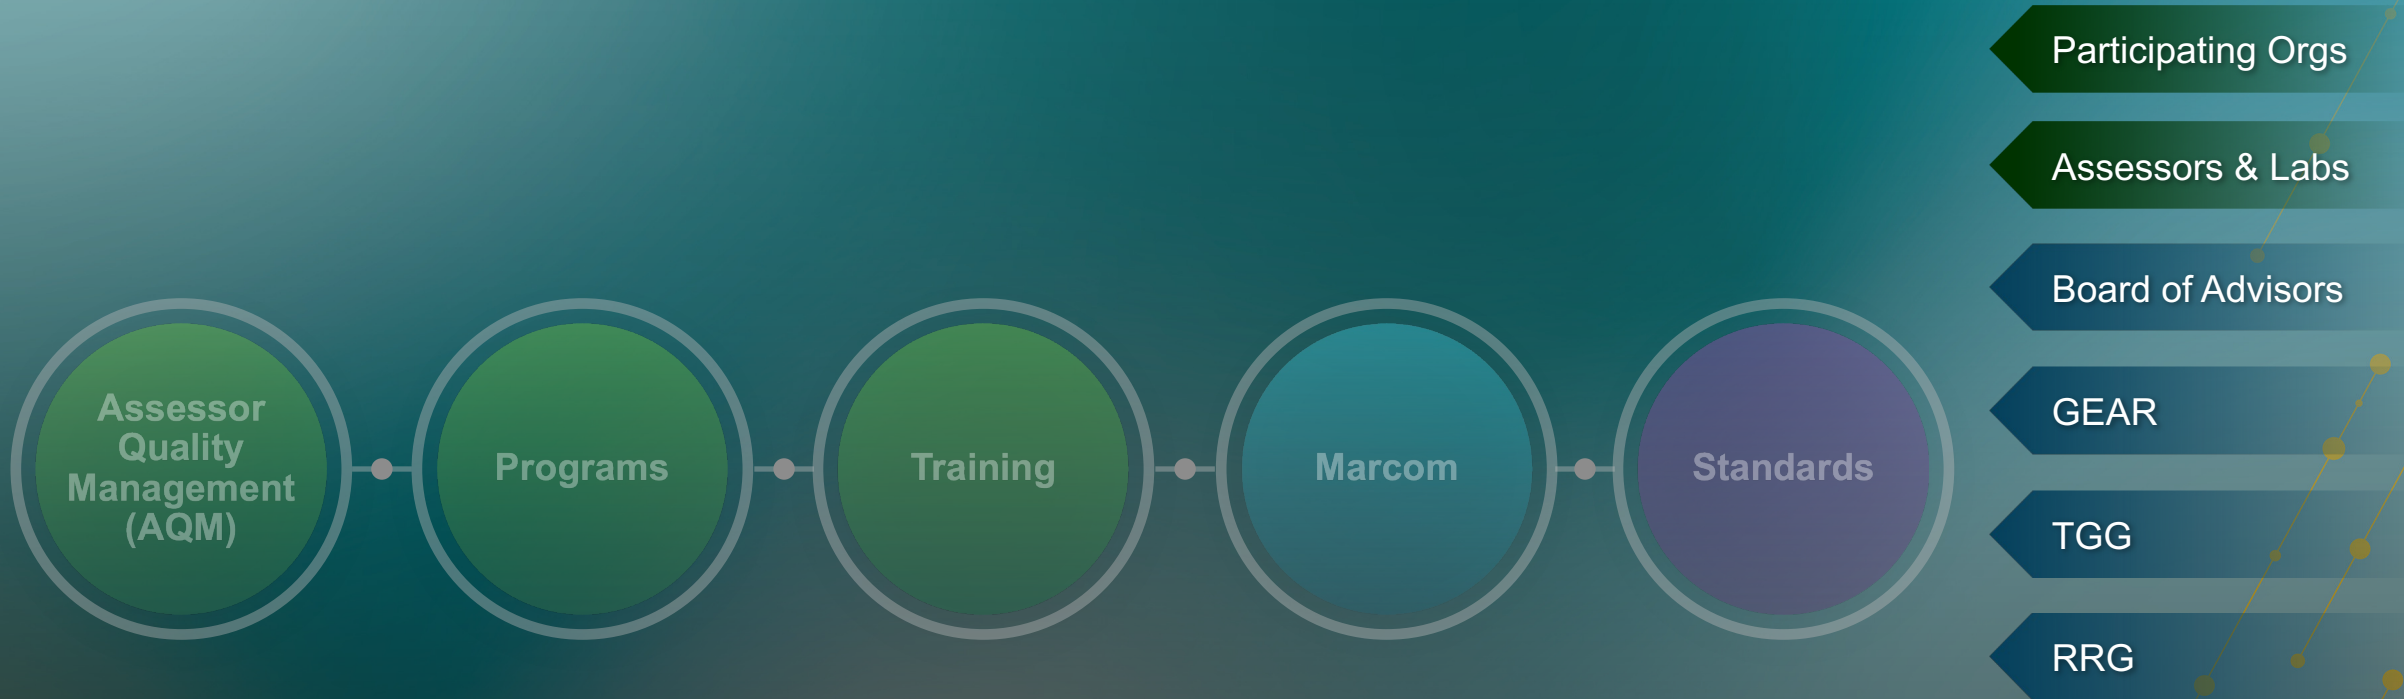 Participating Orgs
Assessors & Labs
Board of Advisors
GEAR
TGG
RRG
Assessor
Quality
Management
(AQM)
Programs
Training
Marcom
Standards